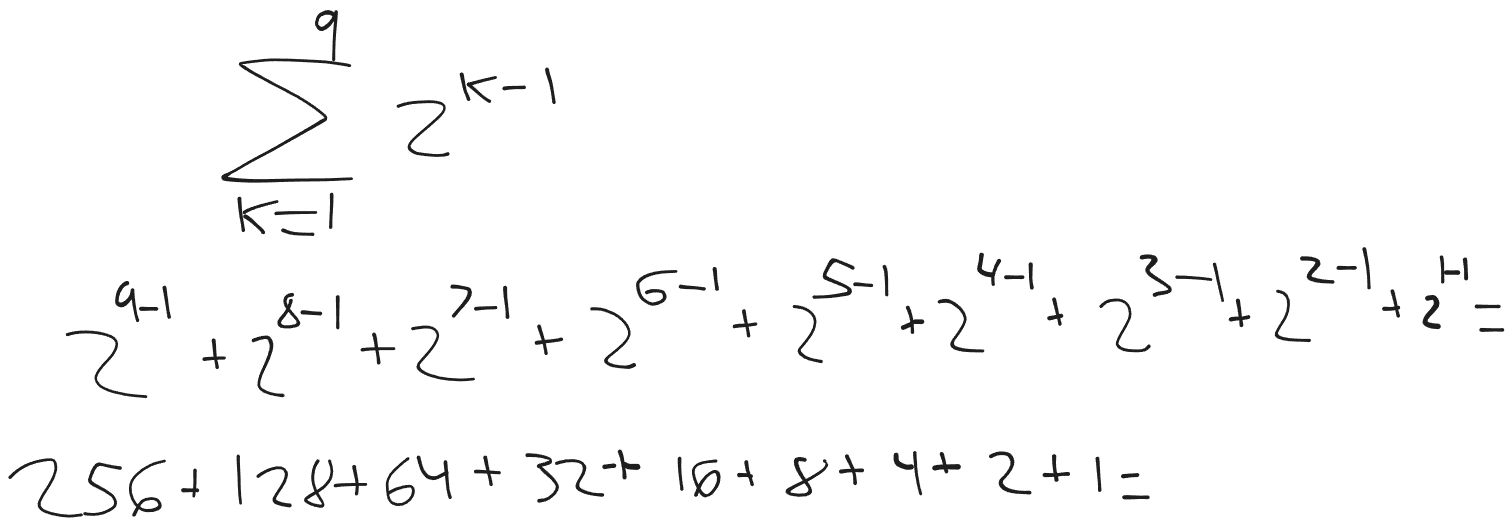 9
∑ 2^{K-1}
K=1
2^{9-1} + 2^{8-1} + 2^{7-1} + 2^{6-1} + 2^{5-1} + 2^{4-1} + 2^{3-1} + 2^{2-1} + 2^{1-1} =
256 + 128 + 64 + 32 + 16 + 8 + 4 + 2 + 1 =